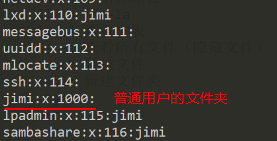 lxd:x:110:jimi
messagebus:x:111:
uuidd:x:112:
mlocate:x:113:
ssh:x:114:
jimi:x:1000: 普通用户的文件夹
lpadmin:x:115:jimi
sambashare:x:116:jimi